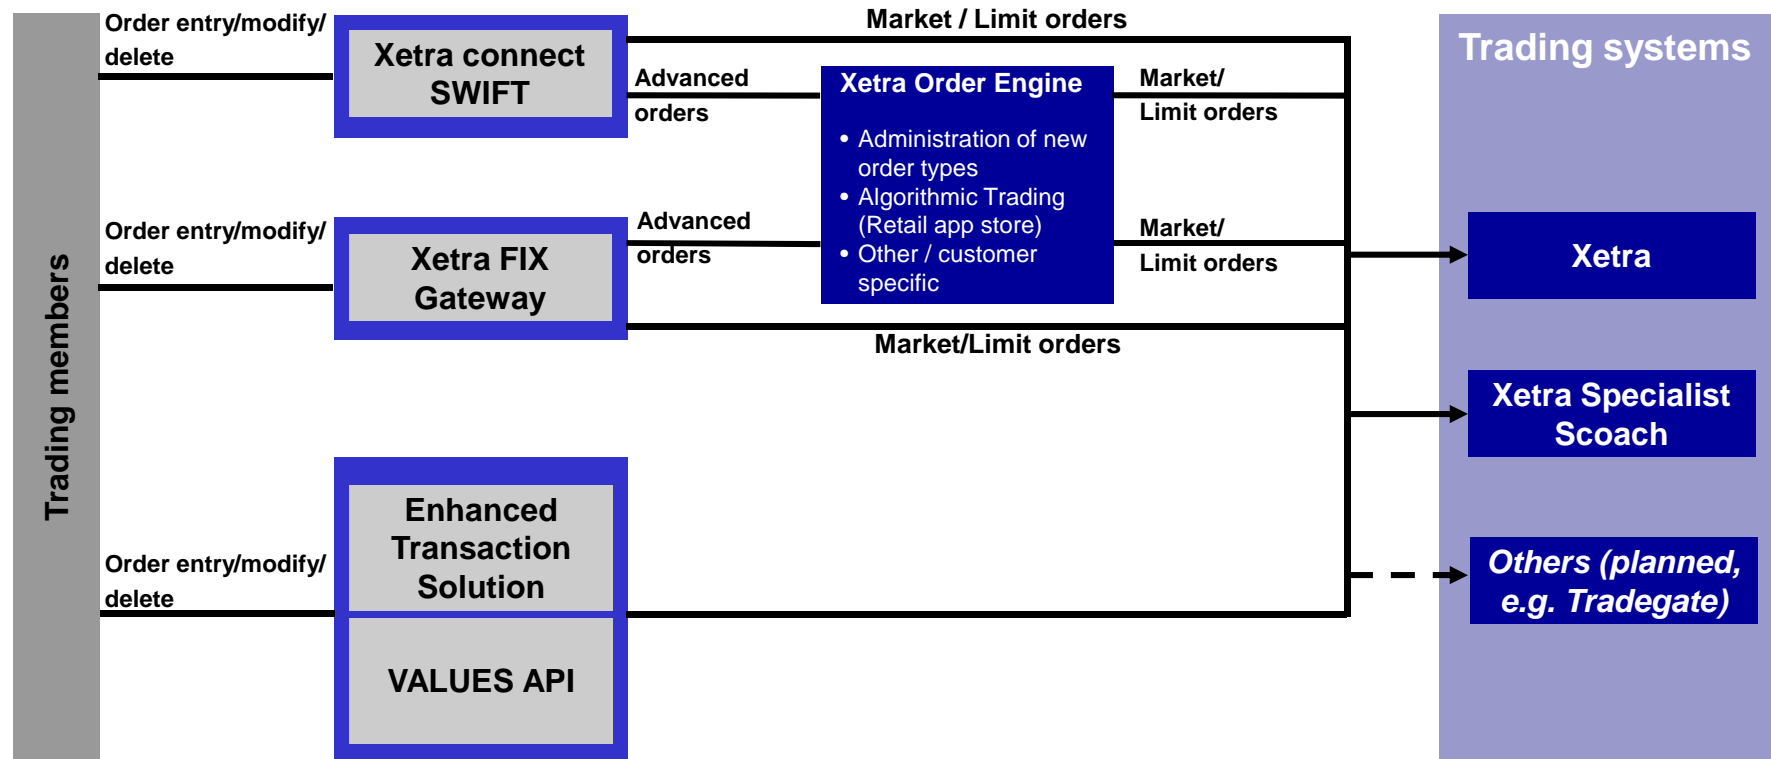 Trading members
Order entry/modify/
delete
Xetra connect
SWIFT
Market / Limit orders
Advanced
orders
Xetra Order Engine
• Administration of new
order types
• Algorithmic Trading
(Retail app store)
• Other / customer
specific
Market/
Limit orders
Order entry/modify/
delete
Xetra FIX
Gateway
Advanced
orders
Market/
Limit orders
Market/Limit orders
Order entry/modify/
delete
Enhanced
Transaction
Solution
VALUES API
Trading systems
Xetra
Xetra Specialist
Scoach
Others (planned,
e.g. Tradegate)